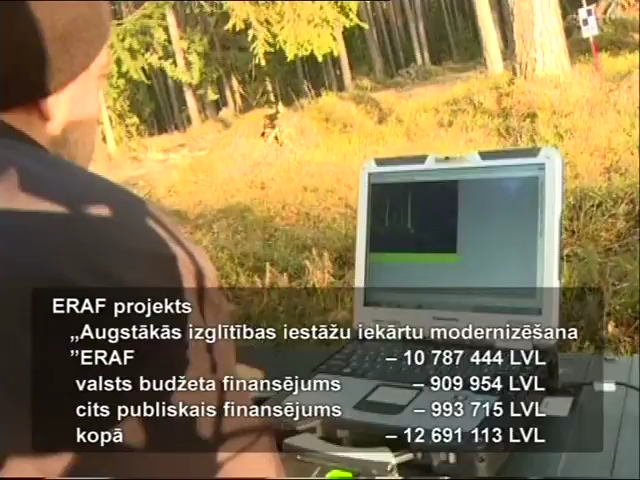 ERAF projekts
„Augstākās izglītības iestāžu iekārtu modernizēšana
”ERAF – 10 787 444 LVL
valsts budžeta finansējums – 909 954 LVL
cits publiskais finansējums – 993 715 LVL
kopā – 12 691 113 LVL